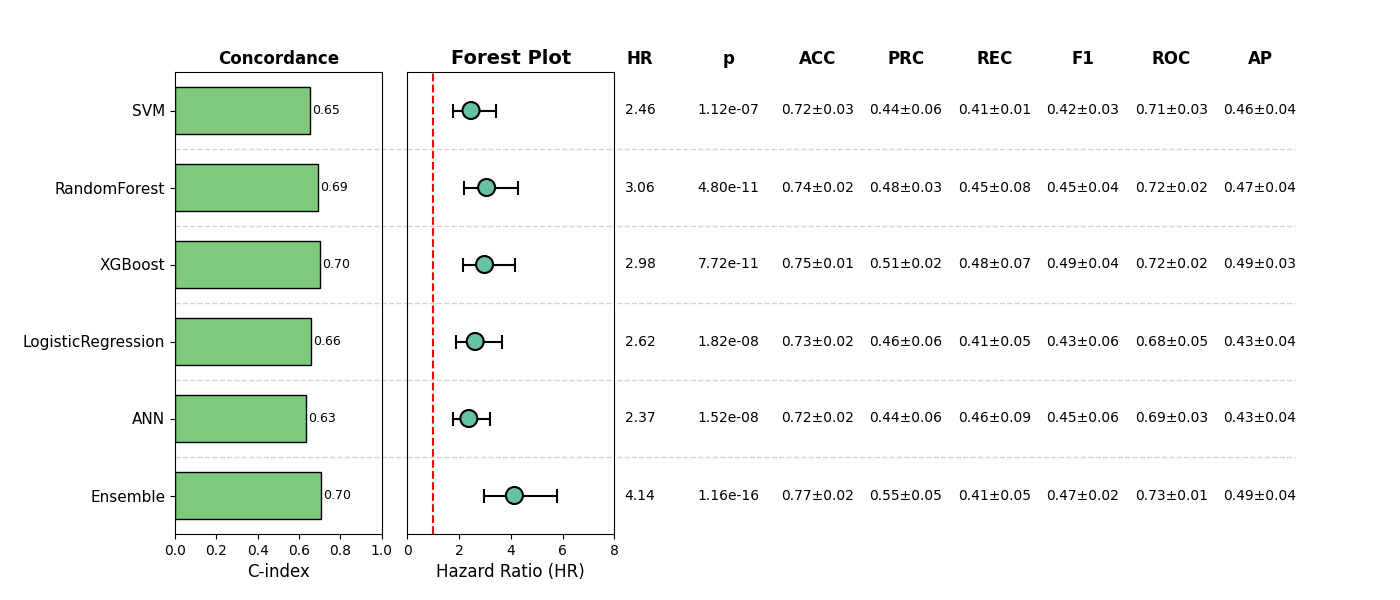 Concordance Forest Plot HR p ACC PRC REC F1 ROC AP
SVM 0.65 2.46 1.12e-07 0.72±0.03 0.44±0.06 0.41±0.01 0.42±0.03 0.71±0.03 0.46±0.04
RandomForest 0.69 3.06 4.80e-11 0.74±0.02 0.48±0.03 0.45±0.08 0.45±0.04 0.72±0.02 0.47±0.04
XGBoost 0.70 2.98 7.72e-11 0.75±0.01 0.51±0.02 0.48±0.07 0.49±0.04 0.72±0.02 0.49±0.03
LogisticRegression 0.66 2.62 1.82e-08 0.73±0.02 0.46±0.06 0.41±0.05 0.43±0.06 0.68±0.05 0.43±0.04
ANN 0.63 2.37 1.52e-08 0.72±0.02 0.44±0.06 0.46±0.09 0.45±0.06 0.69±0.03 0.43±0.04
Ensemble 0.70 4.14 1.16e-16 0.77±0.02 0.55±0.05 0.41±0.05 0.47±0.02 0.73±0.01 0.49±0.04
0.0 0.2 0.4 0.6 0.8 1.0 0 2 4 6 8
C-index Hazard Ratio (HR)